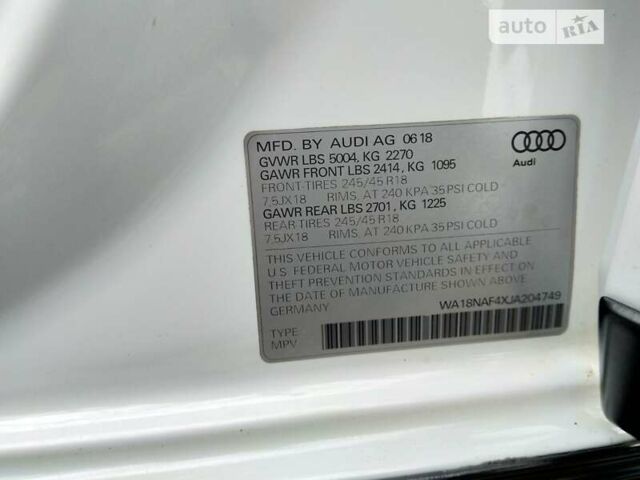 auto RIA
MFD. BY AUDI AG 0618
GVWR LBS 5004, KG 2270
GAWR FRONT LBS 2414, KG 1095
FRONT-TIRES 245/45 R18
7,5JX18 RIMS. AT 240 KPA 35 PSI COLD
GAWR REAR LBS 2701, KG 1225
REAR-TIRES 245/45 R18
7,5JX18 RIMS. AT 240 KPA 35 PSI COLD
Audi
THIS VEHICLE CONFORMS TO ALL APPLICABLE
U.S. FEDERAL MOTOR VEHICLE SAFETY AND
THEFT PREVENTION STANDARDS IN EFFECT ON
THE DATE OF MANUFACTURE SHOWN ABOVE.
GERMANY
WA18NAF4XJA204749
TYPE
MPV